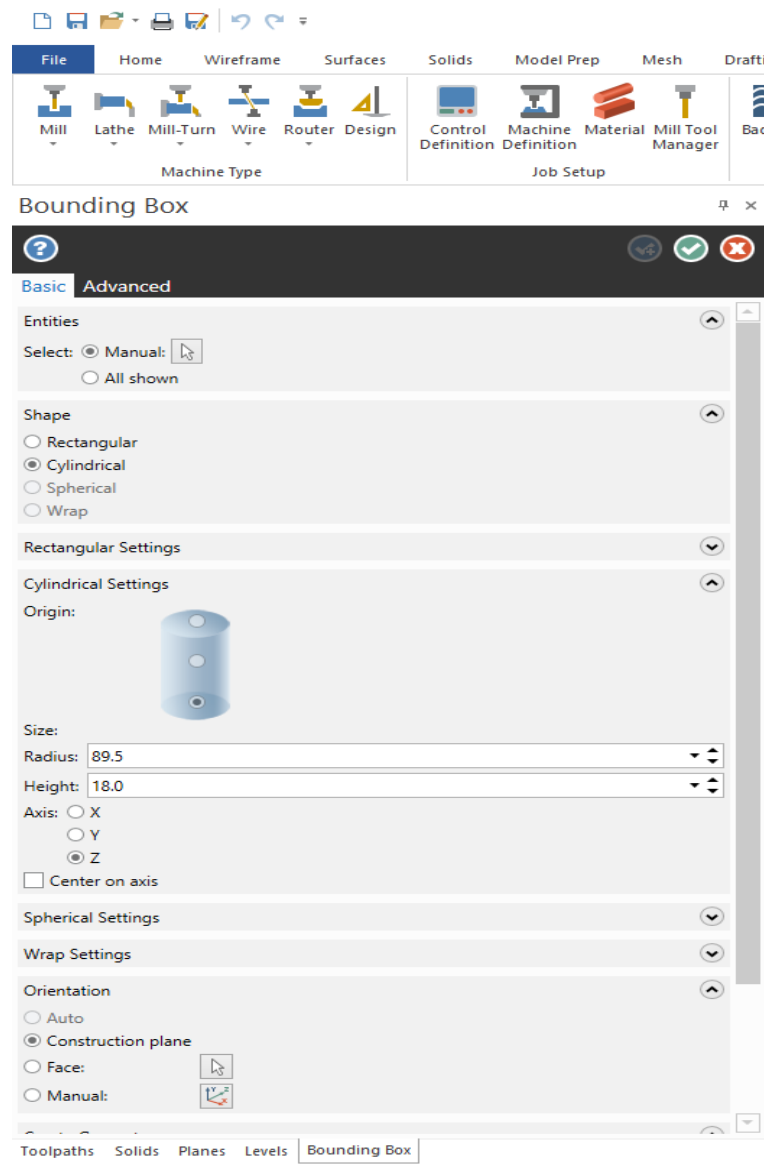 File Home Wireframe Surfaces Solids Model Prep Mesh
Mill Lathe Mill-Turn Wire Router Design Control Definition Machine Definition Material Mill Tool Manager
Machine Type Job Setup
Bounding Box
Basic Advanced
Entities
Select: Manual:
All shown
Shape
Rectangular
Cylindrical
Spherical
Wrap
Rectangular Settings
Cylindrical Settings
Origin:
Size:
Radius: 89.5
Height: 18.0
Axis: X
Y
Z
Center on axis
Spherical Settings
Wrap Settings
Orientation
Auto
Construction plane
Face:
Manual:
Toolpaths Solids Planes Levels Bounding Box